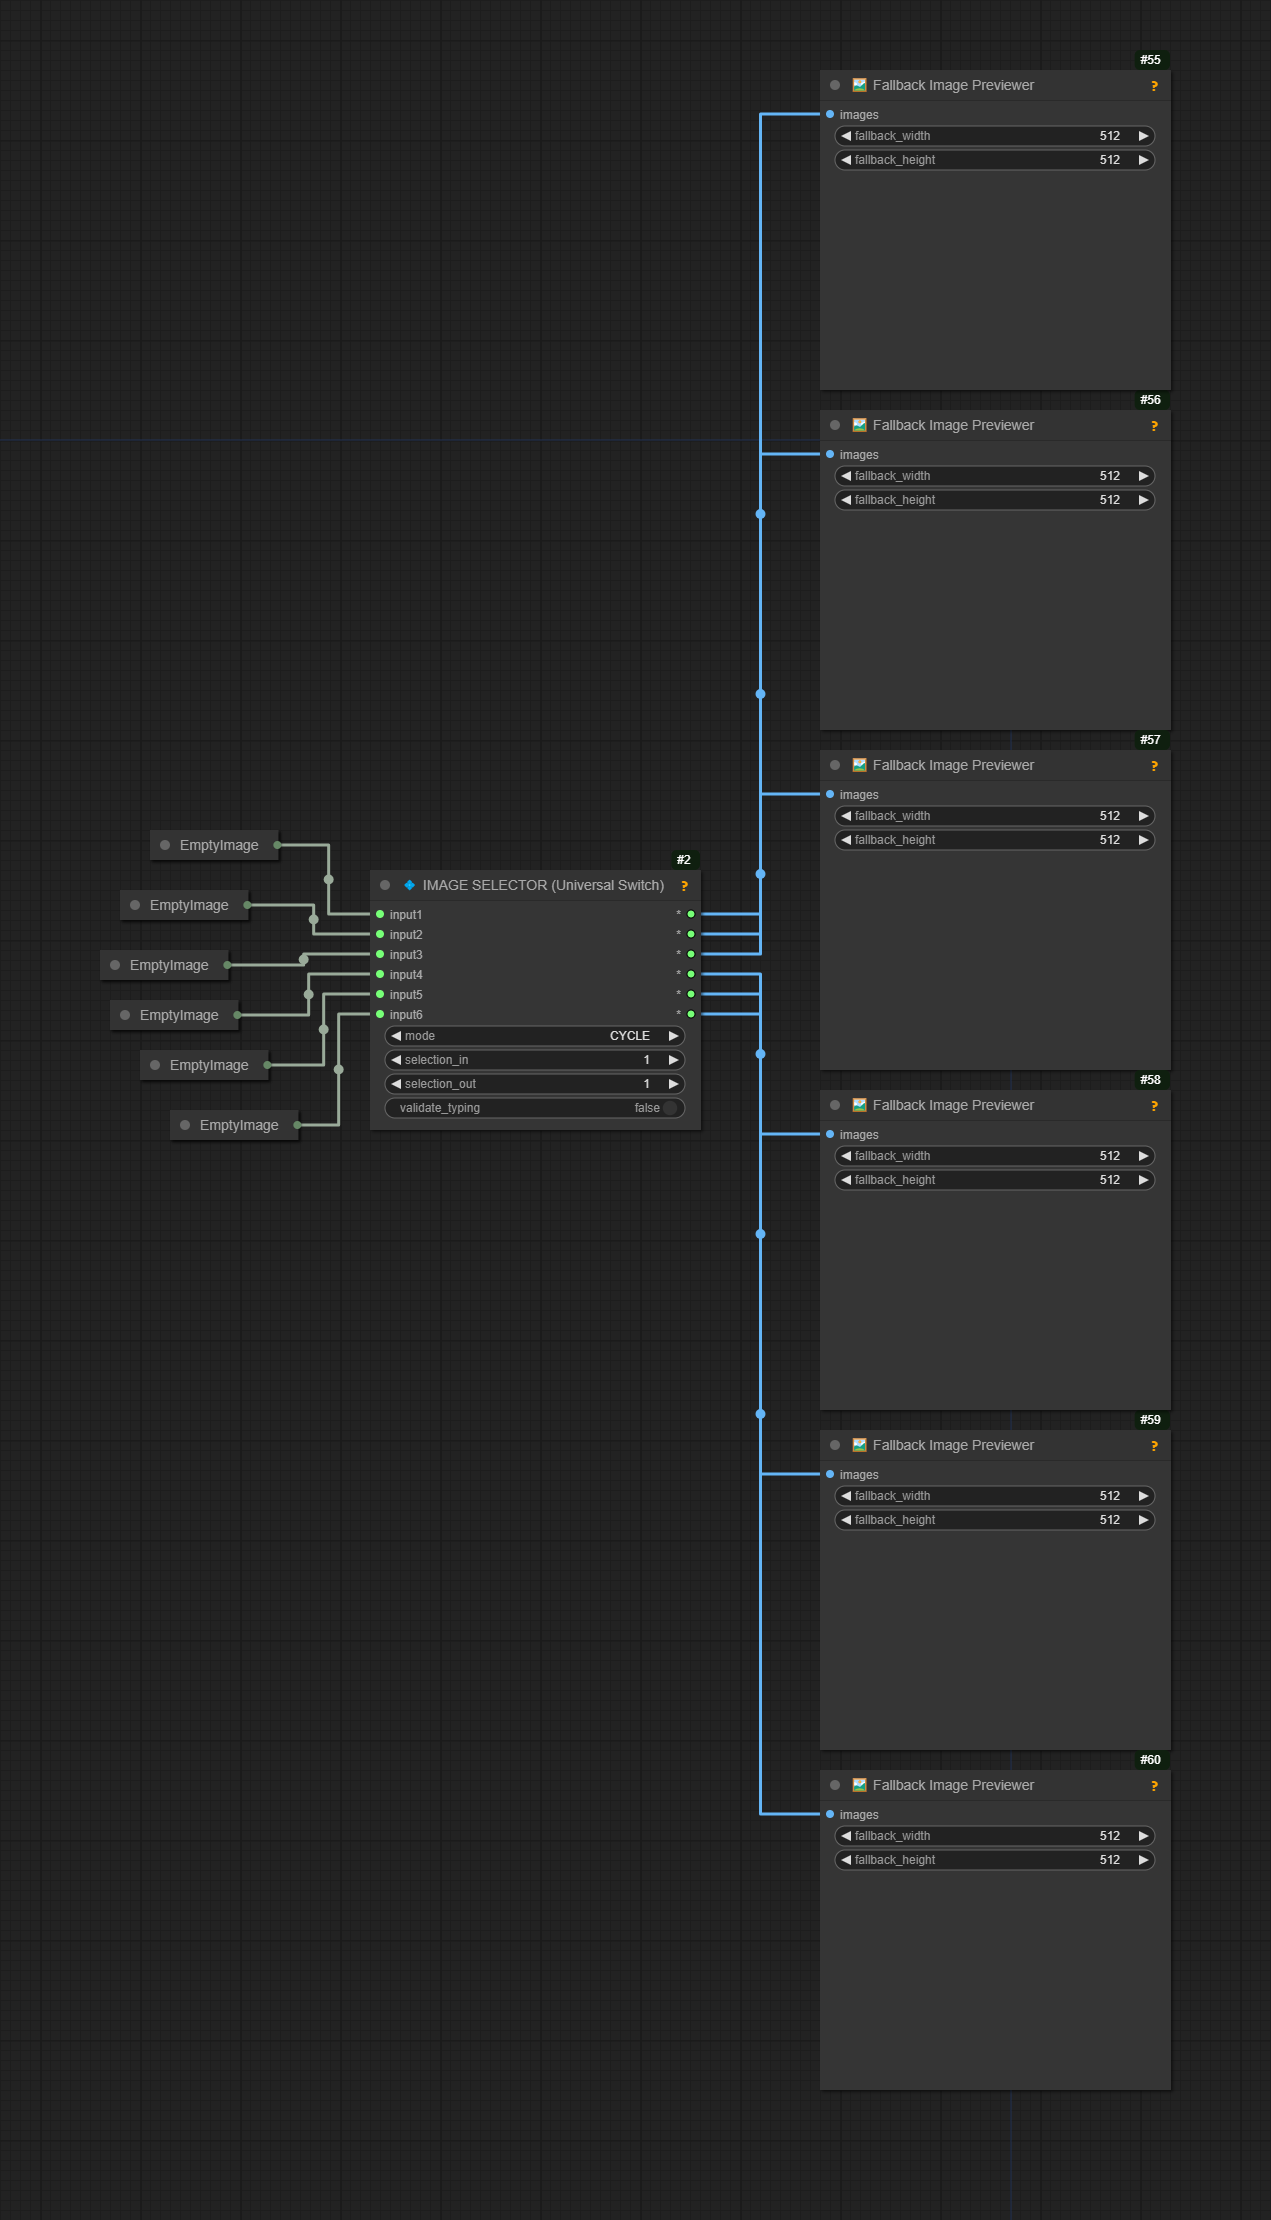 #55
Fallback Image Previewer ?
images
fallback_width 512
fallback_height 512
#56
Fallback Image Previewer ?
images
fallback_width 512
fallback_height 512
#57
Fallback Image Previewer ?
images
fallback_width 512
fallback_height 512
EmptyImage
EmptyImage
EmptyImage
EmptyImage
EmptyImage
EmptyImage
#2
IMAGE SELECTOR (Universal Switch) ?
input1 *
input2 *
input3 *
input4 *
input5 *
input6 *
mode CYCLE
selection_in 1
selection_out 1
validate_typing false
#58
Fallback Image Previewer ?
images
fallback_width 512
fallback_height 512
#59
Fallback Image Previewer ?
images
fallback_width 512
fallback_height 512
#60
Fallback Image Previewer ?
images
fallback_width 512
fallback_height 512